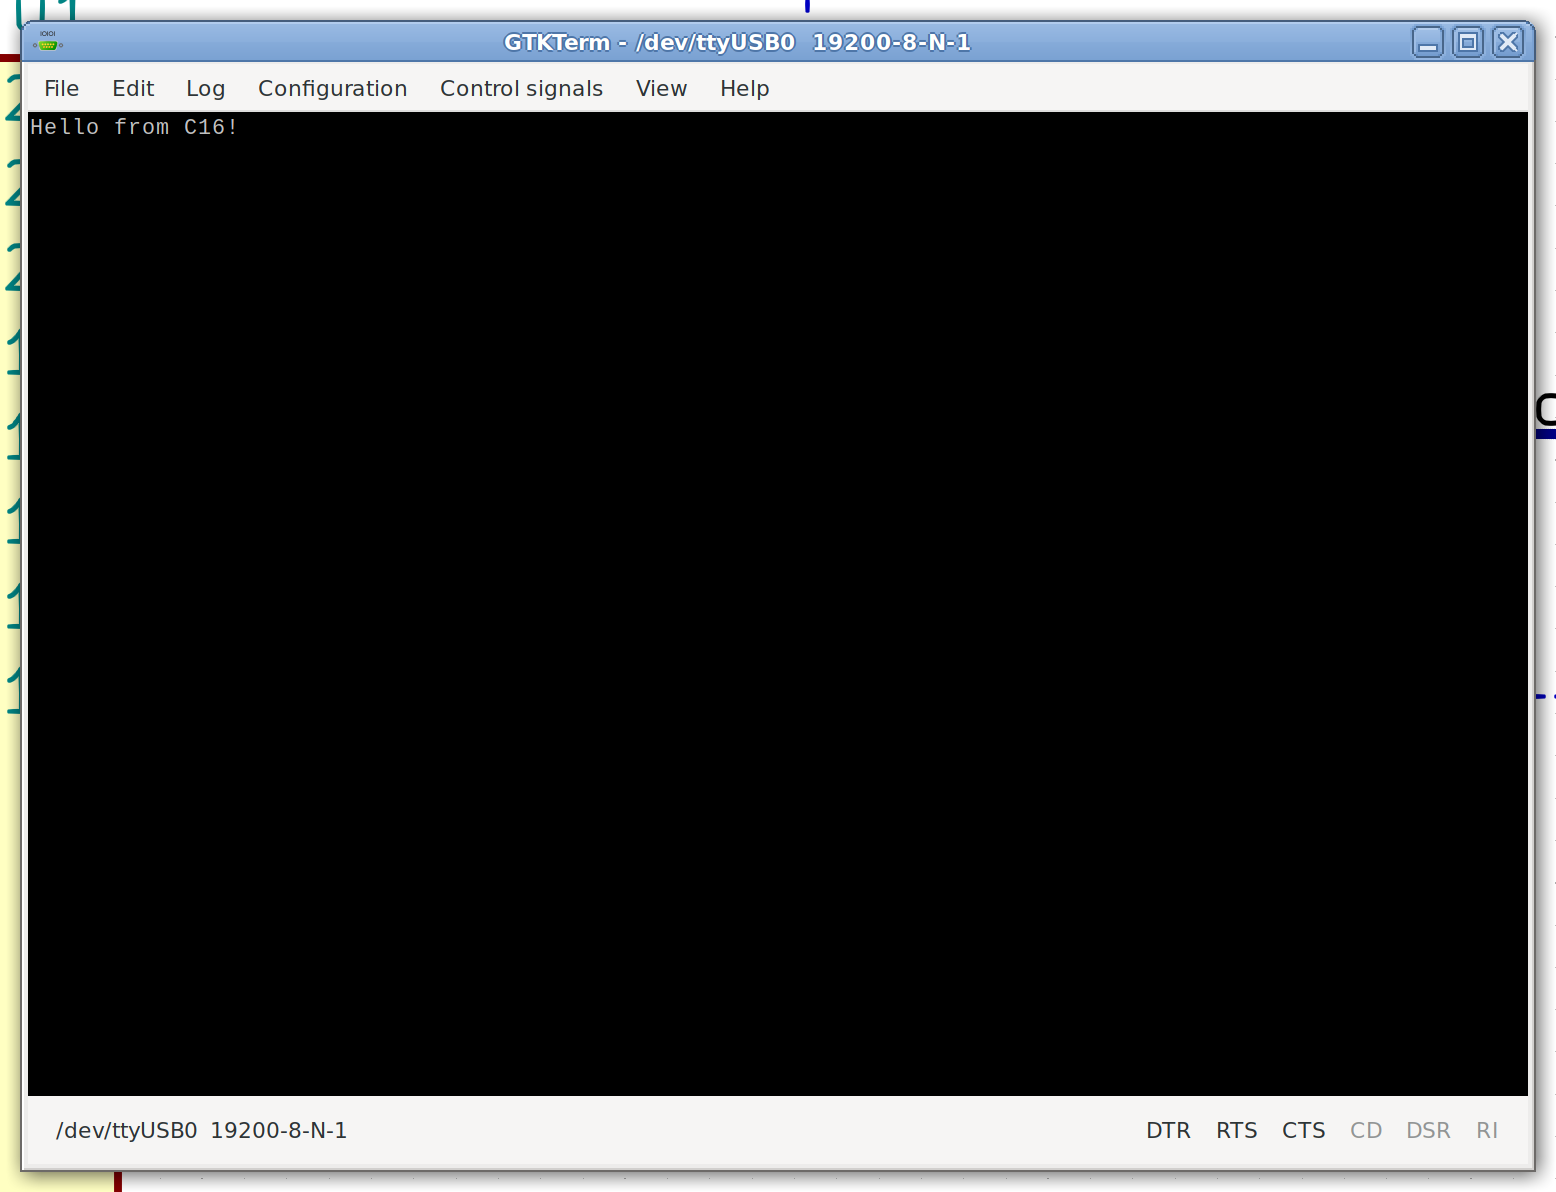 GTKTerm - /dev/ttyUSB0 19200-8-N-1
File Edit Log Configuration Control signals View Help
Hello from C16!
/dev/ttyUSB0 19200-8-N-1 DTR RTS CTS CD DSR RI